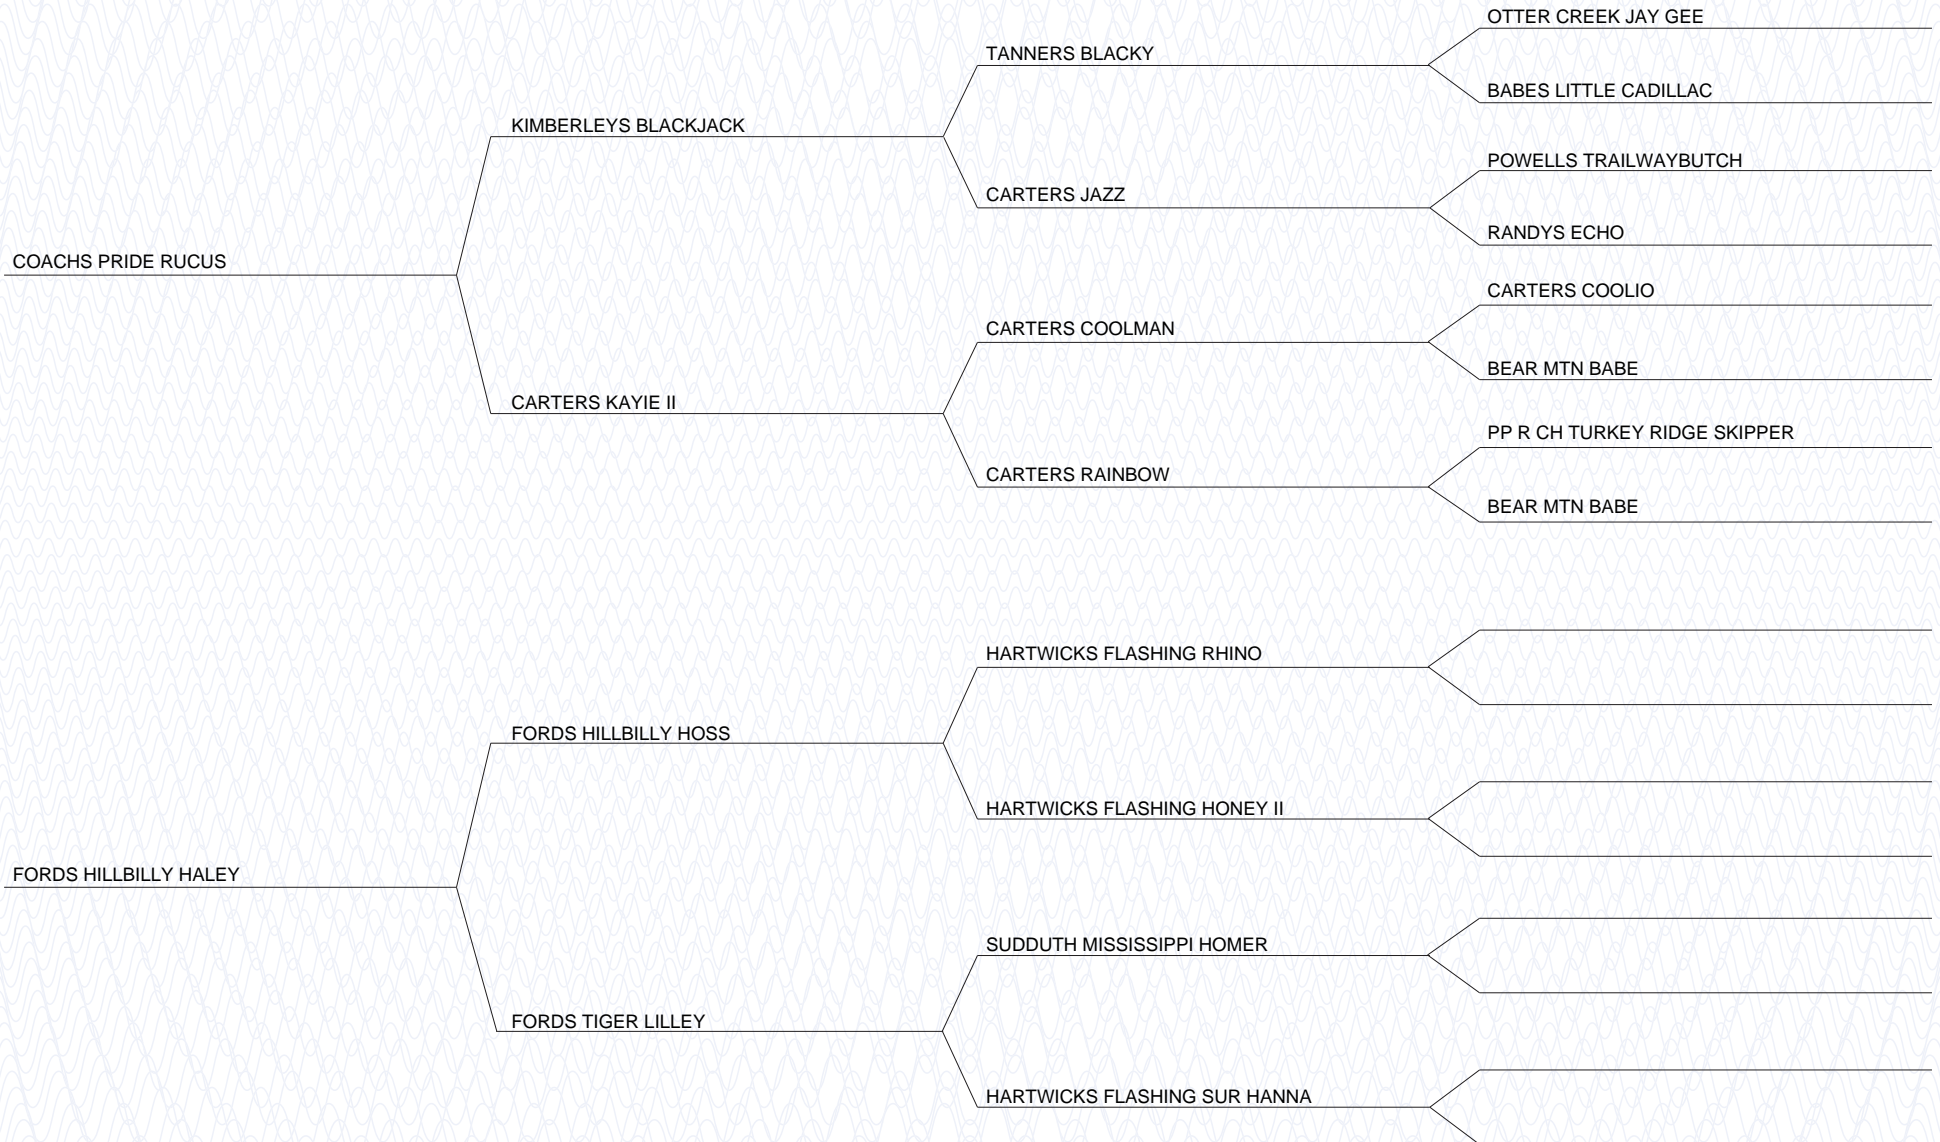 OTTER CREEK JAY GEE
TANNERS BLACKY
BABES LITTLE CADILLAC
KIMBERLEYS BLACKJACK
POWELLS TRAILWAYBUTCH
CARTERS JAZZ
RANDYS ECHO
COACHS PRIDE RUCUS
CARTERS COOLIO
CARTERS COOLMAN
BEAR MTN BABE
CARTERS KAYIE II
PP R CH TURKEY RIDGE SKIPPER
CARTERS RAINBOW
BEAR MTN BABE
HARTWICKS FLASHING RHINO
FORDS HILLBILLY HOSS
HARTWICKS FLASHING HONEY II
FORDS HILLBILLY HALEY
SUDDUTH MISSISSIPPI HOMER
FORDS TIGER LILLEY
HARTWICKS FLASHING SUR HANNA